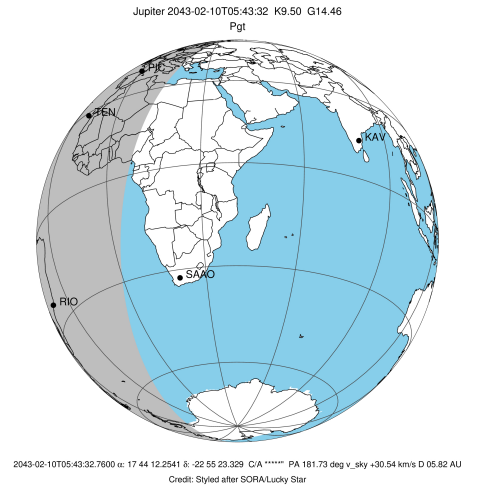 Jupiter 2043-02-10T05:43:32 K9.50 G14.46
Pgt
TEN
KAV
SAAO
RIO
2043-02-10T05:43:32.7600 α: 17 44 12.2541 δ: -22 55 23.329 C/A *****" PA 181.73 deg v_sky +30.54 km/s D 05.82 AU
Credit: Styled after SORA/Lucky Star